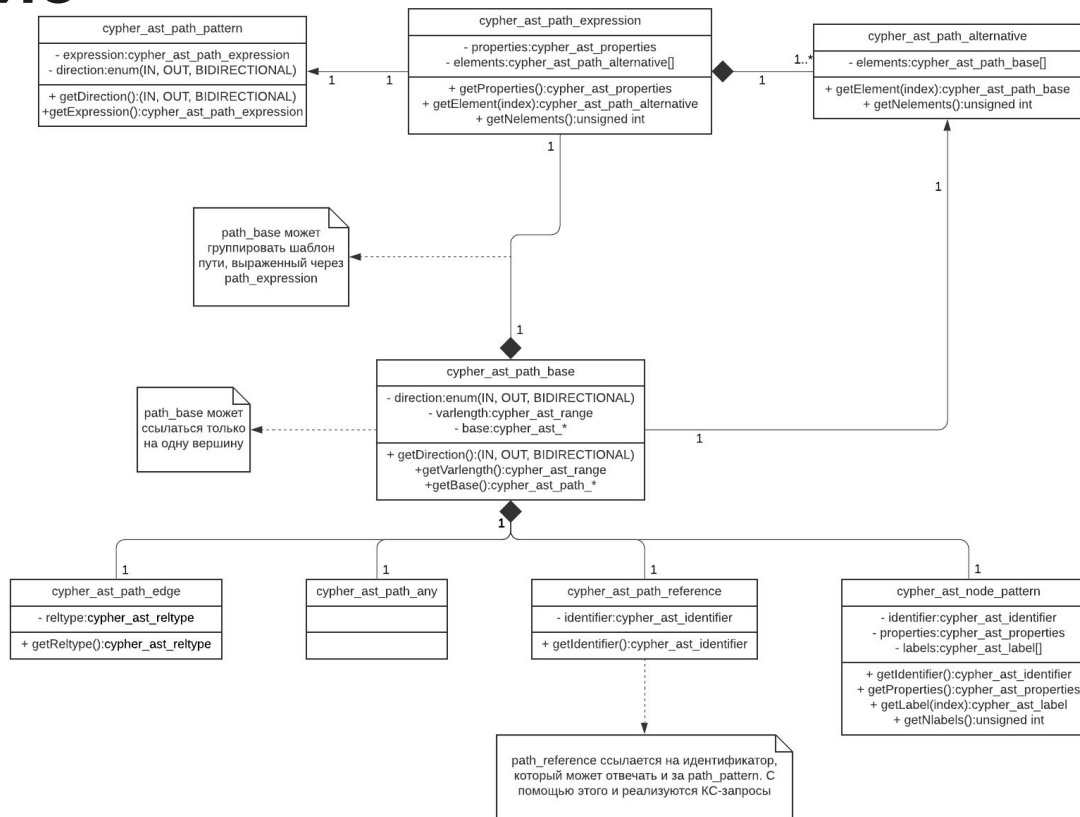 cypher_ast_path_pattern
- expression:cypher_ast_path_expression
- direction:enum(IN, OUT, BIDIRECTIONAL)
+ getDirection():(IN, OUT, BIDIRECTIONAL)
+getExpression():cypher_ast_path_expression
1
1
cypher_ast_path_expression
- properties:cypher_ast_properties
- elements:cypher_ast_path_alternative[]
+ getProperties():cypher_ast_properties
+ getElement(index):cypher_ast_path_alternative
+ getNelements():unsigned int
1
1..*
cypher_ast_path_alternative
- elements:cypher_ast_path_base[]
+ getElement(index):cypher_ast_path_base
+ getNelements():unsigned int
1
1
path_base может
группировать шаблон
пути, выраженный через
path_expression
1
cypher_ast_path_base
- direction:enum(IN, OUT, BIDIRECTIONAL)
- varlength:cypher_ast_range
- base:cypher_ast_*
+ getDirection():(IN, OUT, BIDIRECTIONAL)
+getVarlength():cypher_ast_range
+getBase():cypher_ast_path_*
1
path_base может
ссылаться только
на одну вершину
1
1
1
1
1
cypher_ast_path_edge
- reltype:cypher_ast_reltype
+ getReltype():cypher_ast_reltype
cypher_ast_path_any
cypher_ast_path_reference
- identifier:cypher_ast_identifier
+ getIdentifier():cypher_ast_identifier
cypher_ast_node_pattern
- identifier:cypher_ast_identifier
- properties:cypher_ast_properties
- labels:cypher_ast_label[]
+ getIdentifier():cypher_ast_identifier
+ getProperties():cypher_ast_properties
+ getLabel(index):cypher_ast_label
+ getNlabels():unsigned int
path_reference ссылается на идентификатор,
который может отвечать и за path_pattern. С
помощью этого и реализуются КС-запросы